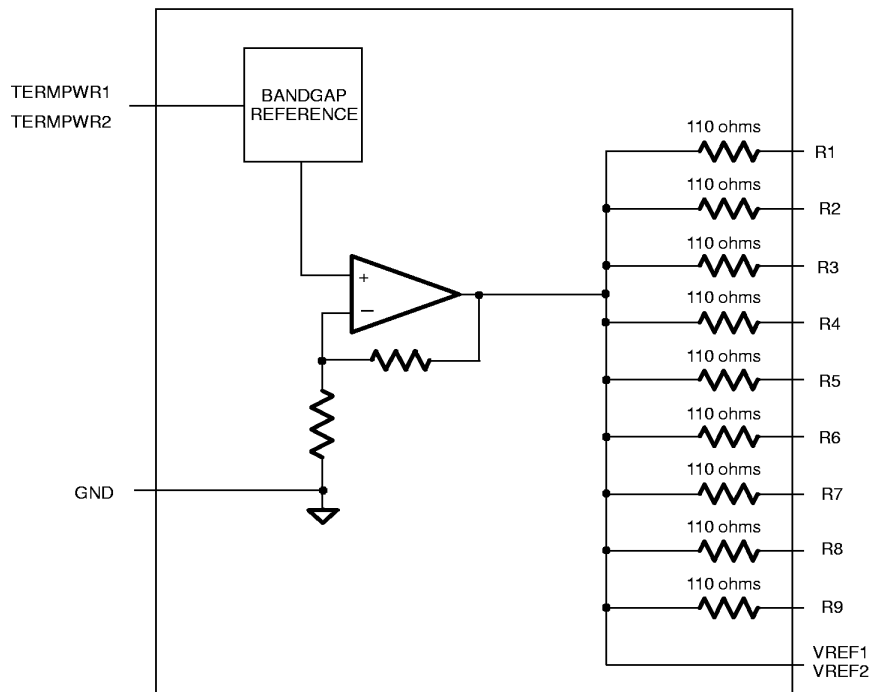 TERMPWR1
TERMPWR2
BANDGAP
REFERENCE
+
−
GND
110 ohms
R1
110 ohms
R2
110 ohms
R3
110 ohms
R4
110 ohms
R5
110 ohms
R6
110 ohms
R7
110 ohms
R8
110 ohms
R9
VREF1
VREF2